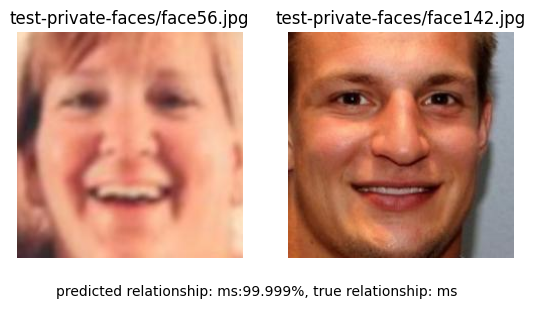 test-private-faces/face56.jpg
test-private-faces/face142.jpg
predicted relationship: ms:99.999%, true relationship: ms